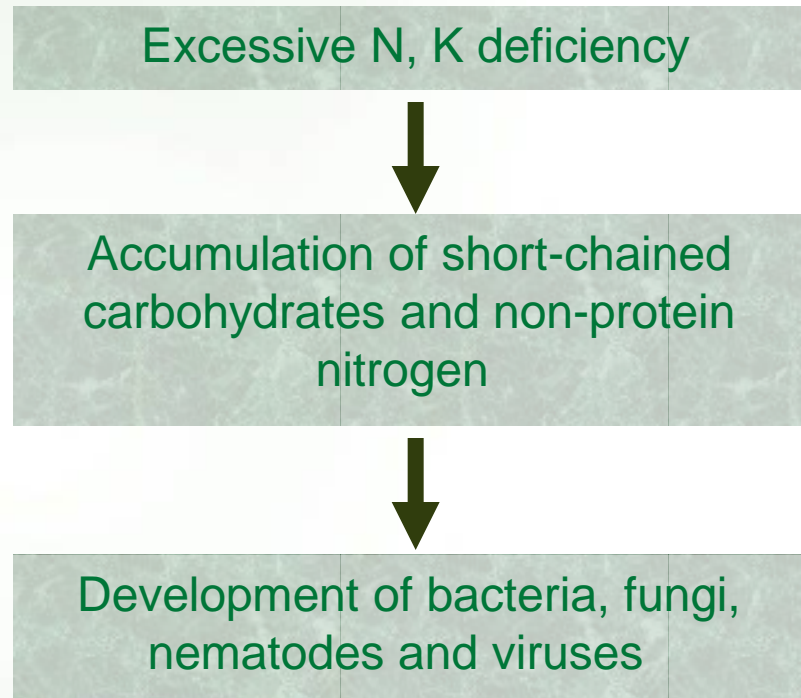 Excessive N, K deficiency
Accumulation of short-chained
carbohydrates and non-protein
nitrogen
Development of bacteria, fungi,
nematodes and viruses